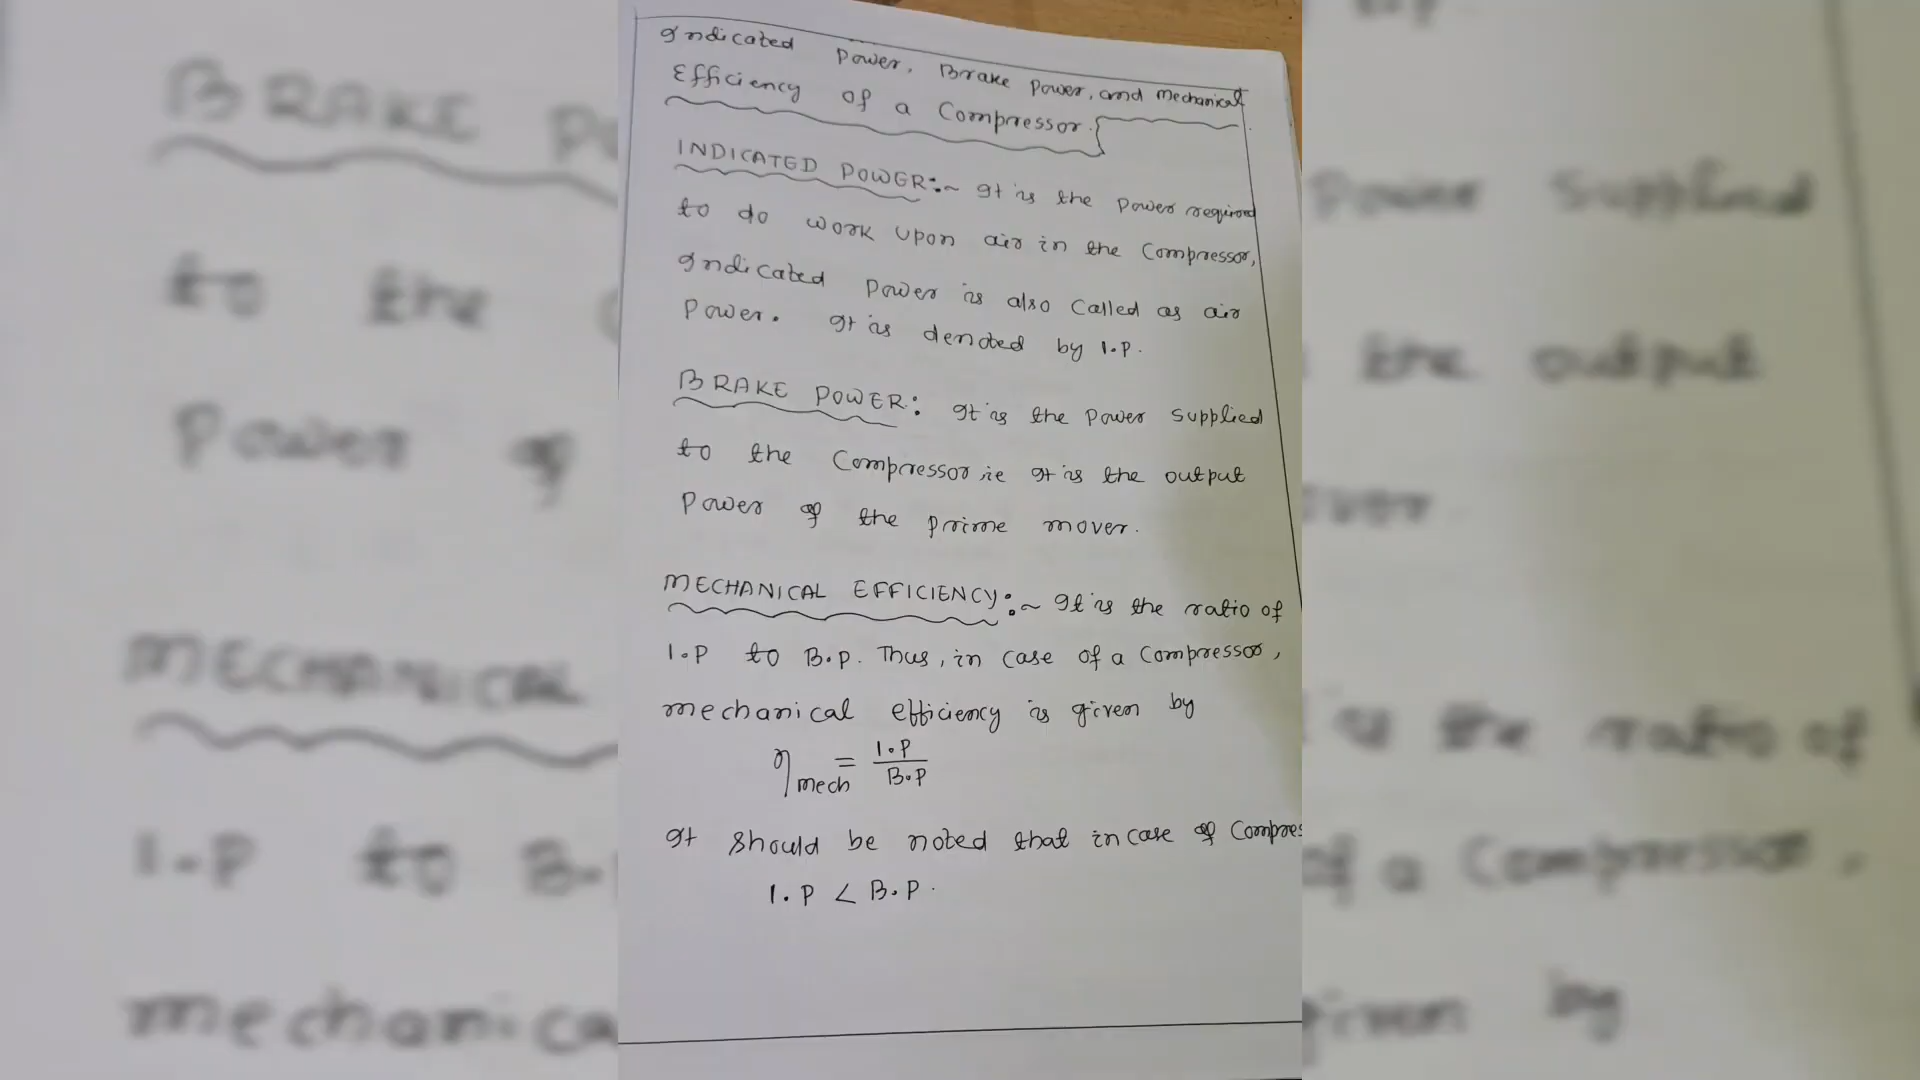 Indicated Power, Brake Power, and Mechanical
Efficiency of a Compressor.
INDICATED POWER:~ It is the power required
to do work upon air in the Compressor,
Indicated Power is also called as air
Power. It is denoted by I.P.
BRAKE POWER: It is the power supplied
to the Compressor, ie It is the output
Power of the prime mover.
MECHANICAL EFFICIENCY:~ It is the ratio of
I.P to B.P. Thus, in case of a Compressor,
mechanical efficiency is given by
η mech = I.P / B.P
It should be noted that in case of Compres
I.P < B.P.